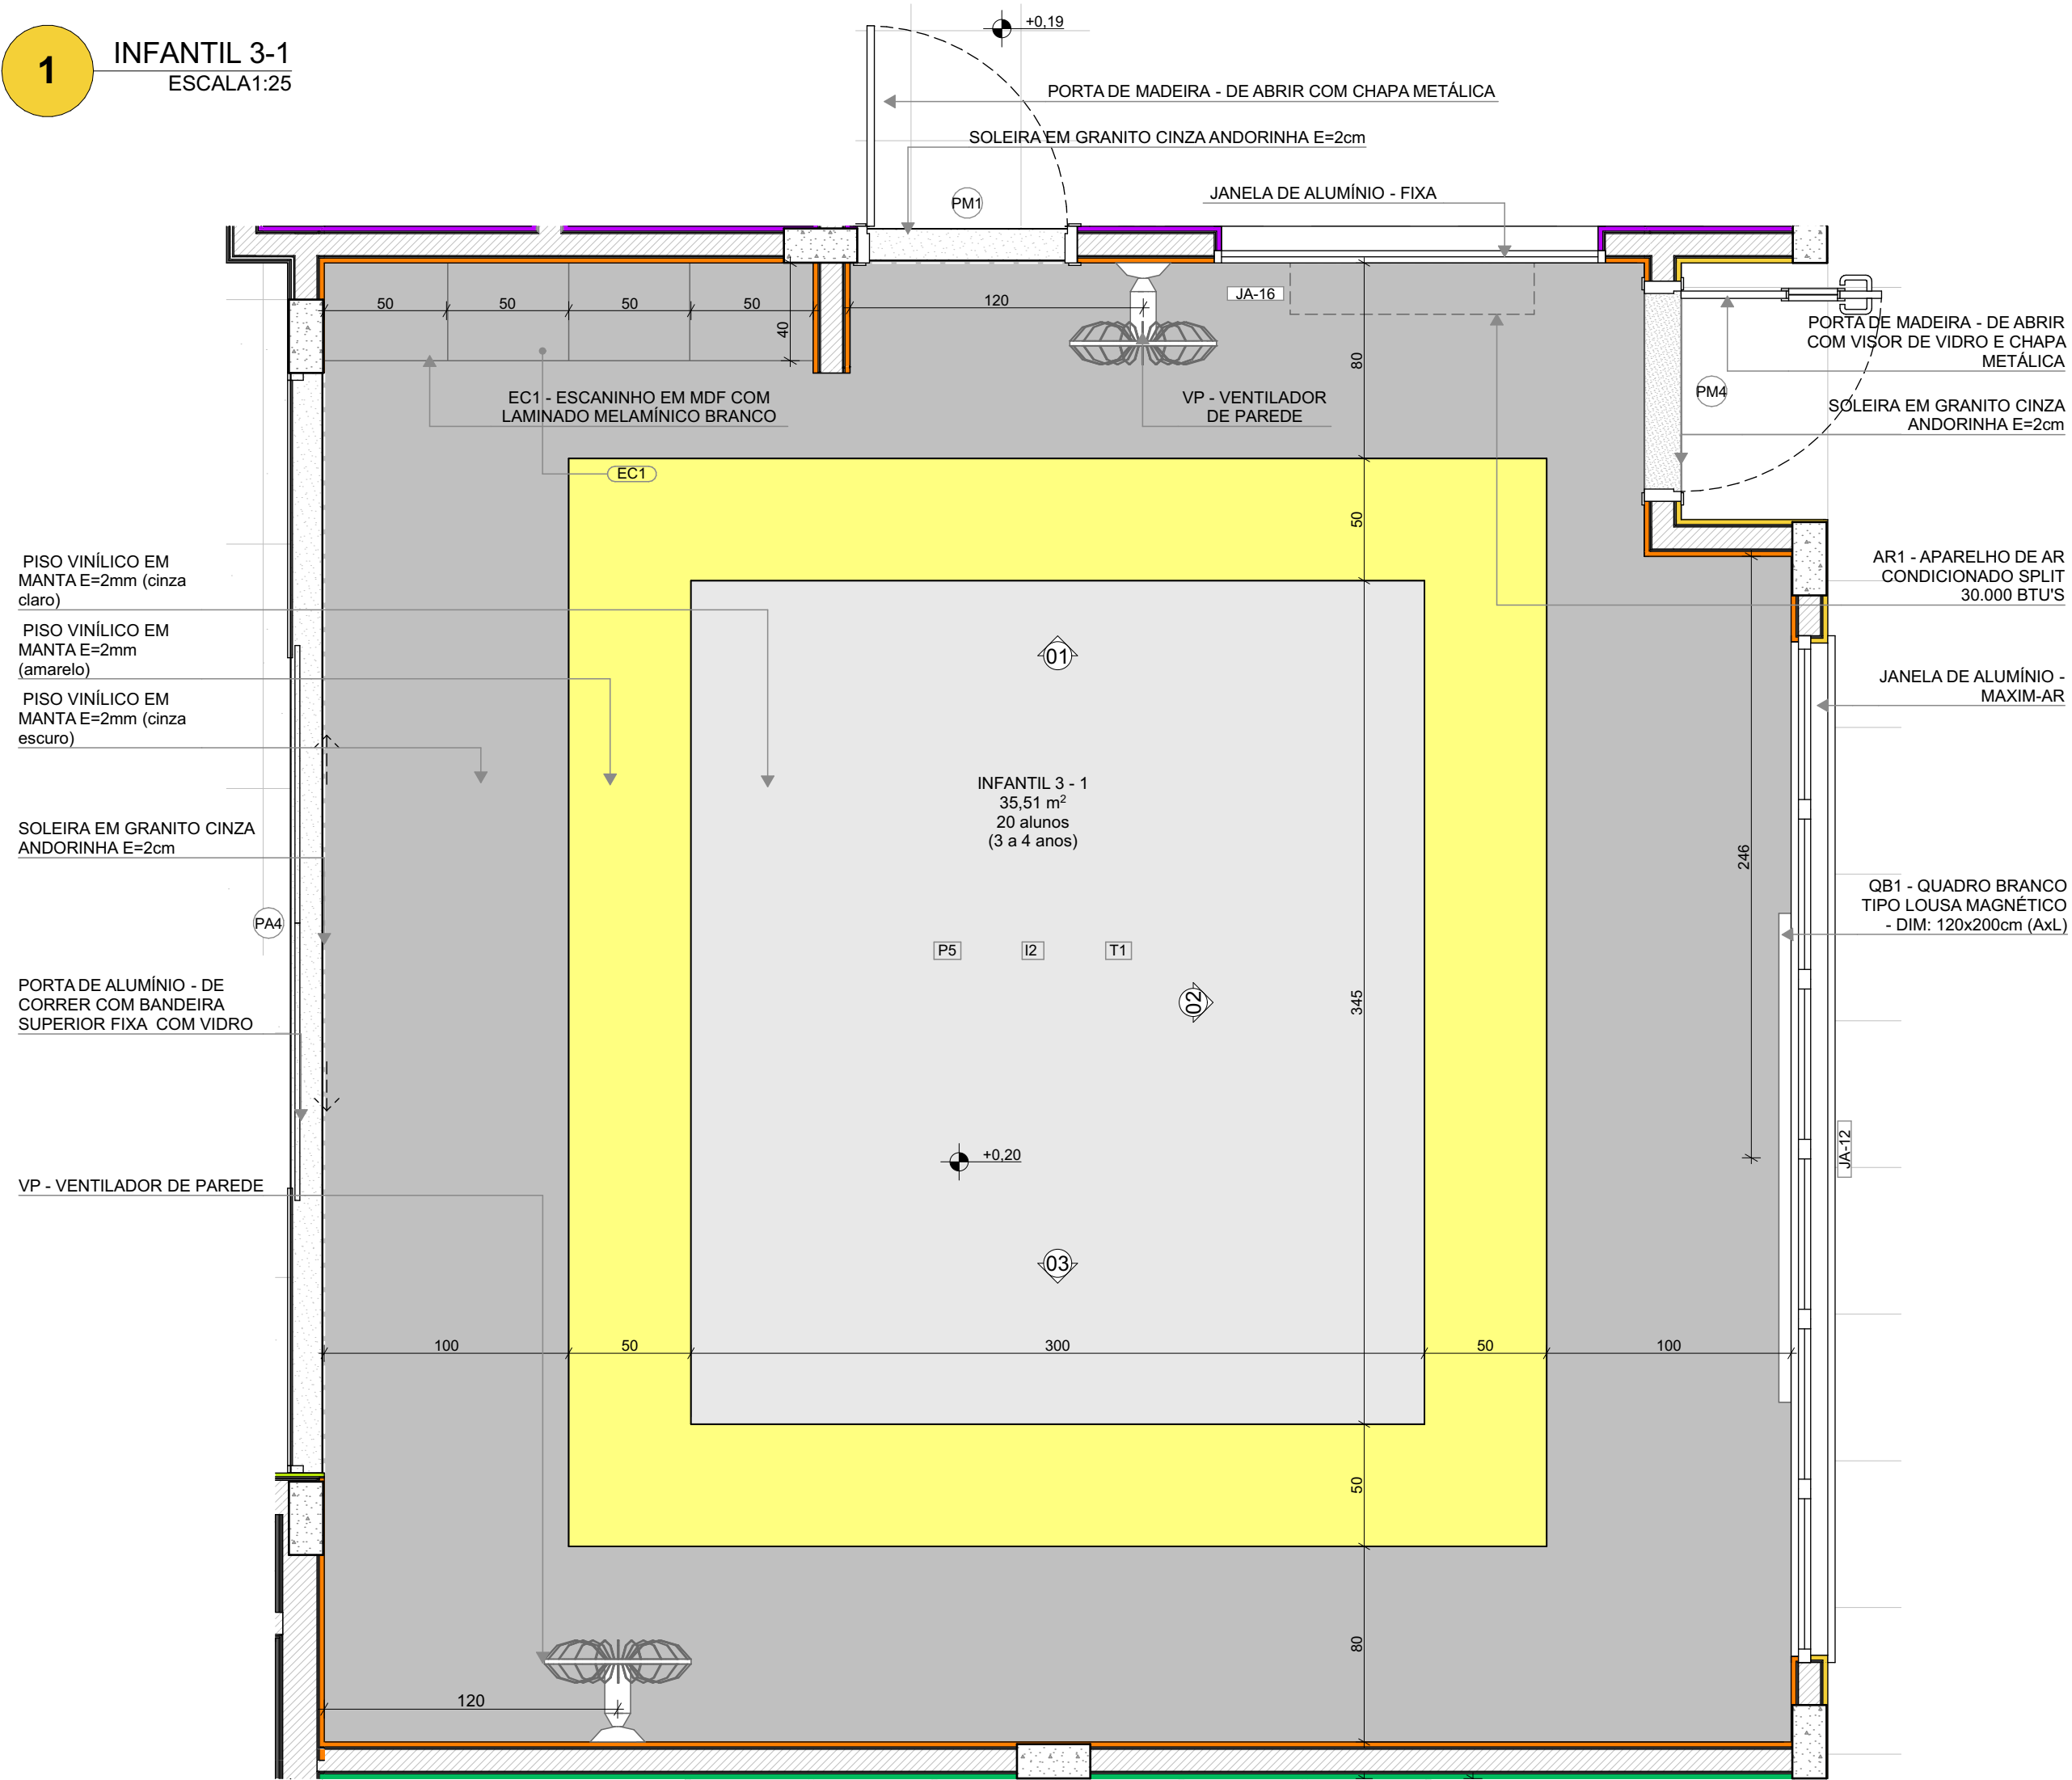 1
INFANTIL 3-1
ESCALA1:25
+0,19
PORTA DE MADEIRA - DE ABRIR COM CHAPA METÁLICA
SOLEIRA EM GRANITO CINZA ANDORINHA E=2cm
PM1
JANELA DE ALUMÍNIO - FIXA
50
50
50
50
40
120
JA-16
80
PORTA DE MADEIRA - DE ABRIR
COM VISOR DE VIDRO E CHAPA
METÁLICA
PM4
SOLEIRA EM GRANITO CINZA
ANDORINHA E=2cm
EC1 - ESCANINHO EM MDF COM
LAMINADO MELAMÍNICO BRANCO
VP - VENTILADOR
DE PAREDE
EC1
50
PISO VINÍLICO EM
MANTA E=2mm (cinza
claro)
PISO VINÍLICO EM
MANTA E=2mm
(amarelo)
PISO VINÍLICO EM
MANTA E=2mm (cinza
escuro)
AR1 - APARELHO DE AR
CONDICIONADO SPLIT
30.000 BTU'S
01
JANELA DE ALUMÍNIO -
MAXIM-AR
INFANTIL 3 - 1
35,51 m²
20 alunos
(3 a 4 anos)
SOLEIRA EM GRANITO CINZA
ANDORINHA E=2cm
246
PA4
P5
I2
T1
QB1 - QUADRO BRANCO
TIPO LOUSA MAGNÉTICO
- DIM: 120x200cm (AxL)
02
345
PORTA DE ALUMÍNIO - DE
CORRER COM BANDEIRA
SUPERIOR FIXA  COM VIDRO
+0,20
JA-12
VP - VENTILADOR DE PAREDE
03
100
50
300
50
100
50
80
120